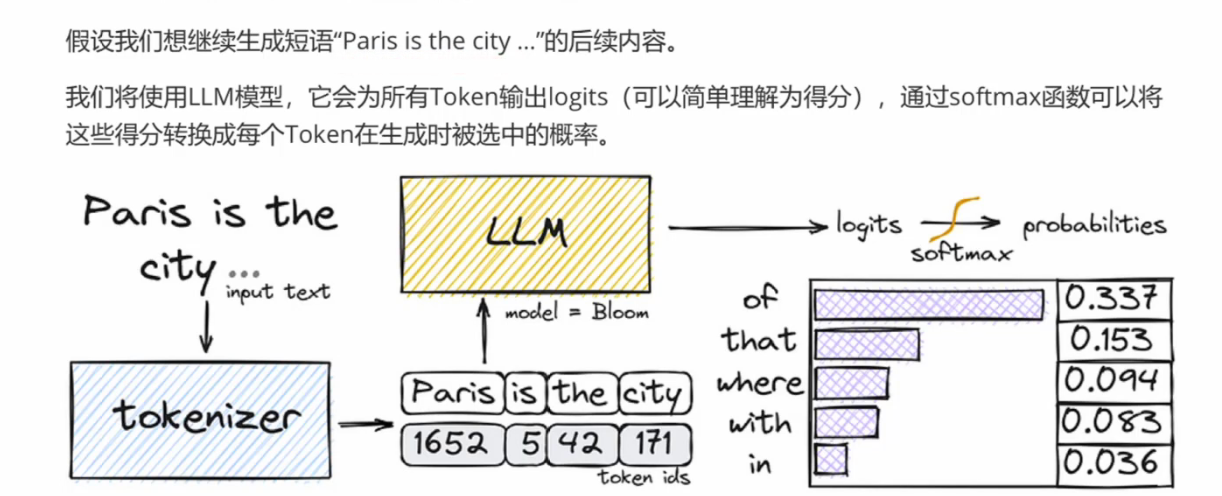 假设我们想继续生成短语“Paris is the city ...”的后续内容。
我们将使用LLM模型，它会为所有Token输出logits（可以简单理解为得分），通过softmax函数可以将
这些得分转换成每个Token在生成时被选中的概率。
Paris is the
city ...
input text
tokenizer
LLM
model = Bloom
Paris is the city
1652 5 42 171
token ids
logits
softmax
probabilities
of 0.337
that 0.153
where 0.094
with 0.083
in 0.036